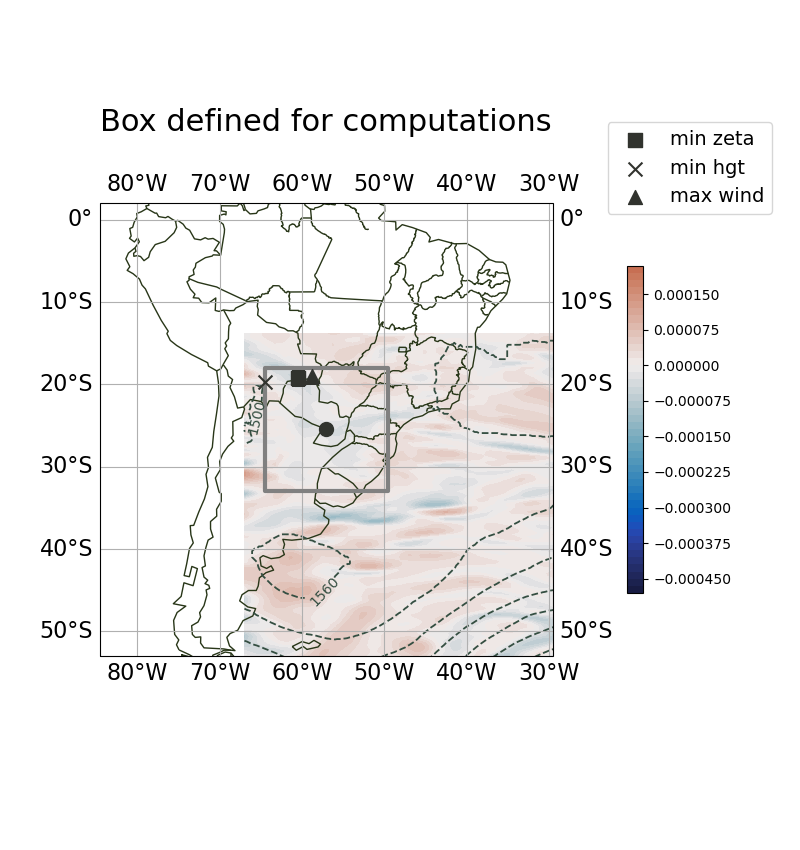 Box defined for computations
min zeta
min hgt
max wind
80°W 70°W 60°W 50°W 40°W 30°W
0° 0°
10°S 10°S
20°S 20°S
30°S 30°S
40°S 40°S
50°S 50°S
80°W 70°W 60°W 50°W 40°W 30°W
1500
1560
0.000150
0.000075
0.000000
−0.000075
−0.000150
−0.000225
−0.000300
−0.000375
−0.000450